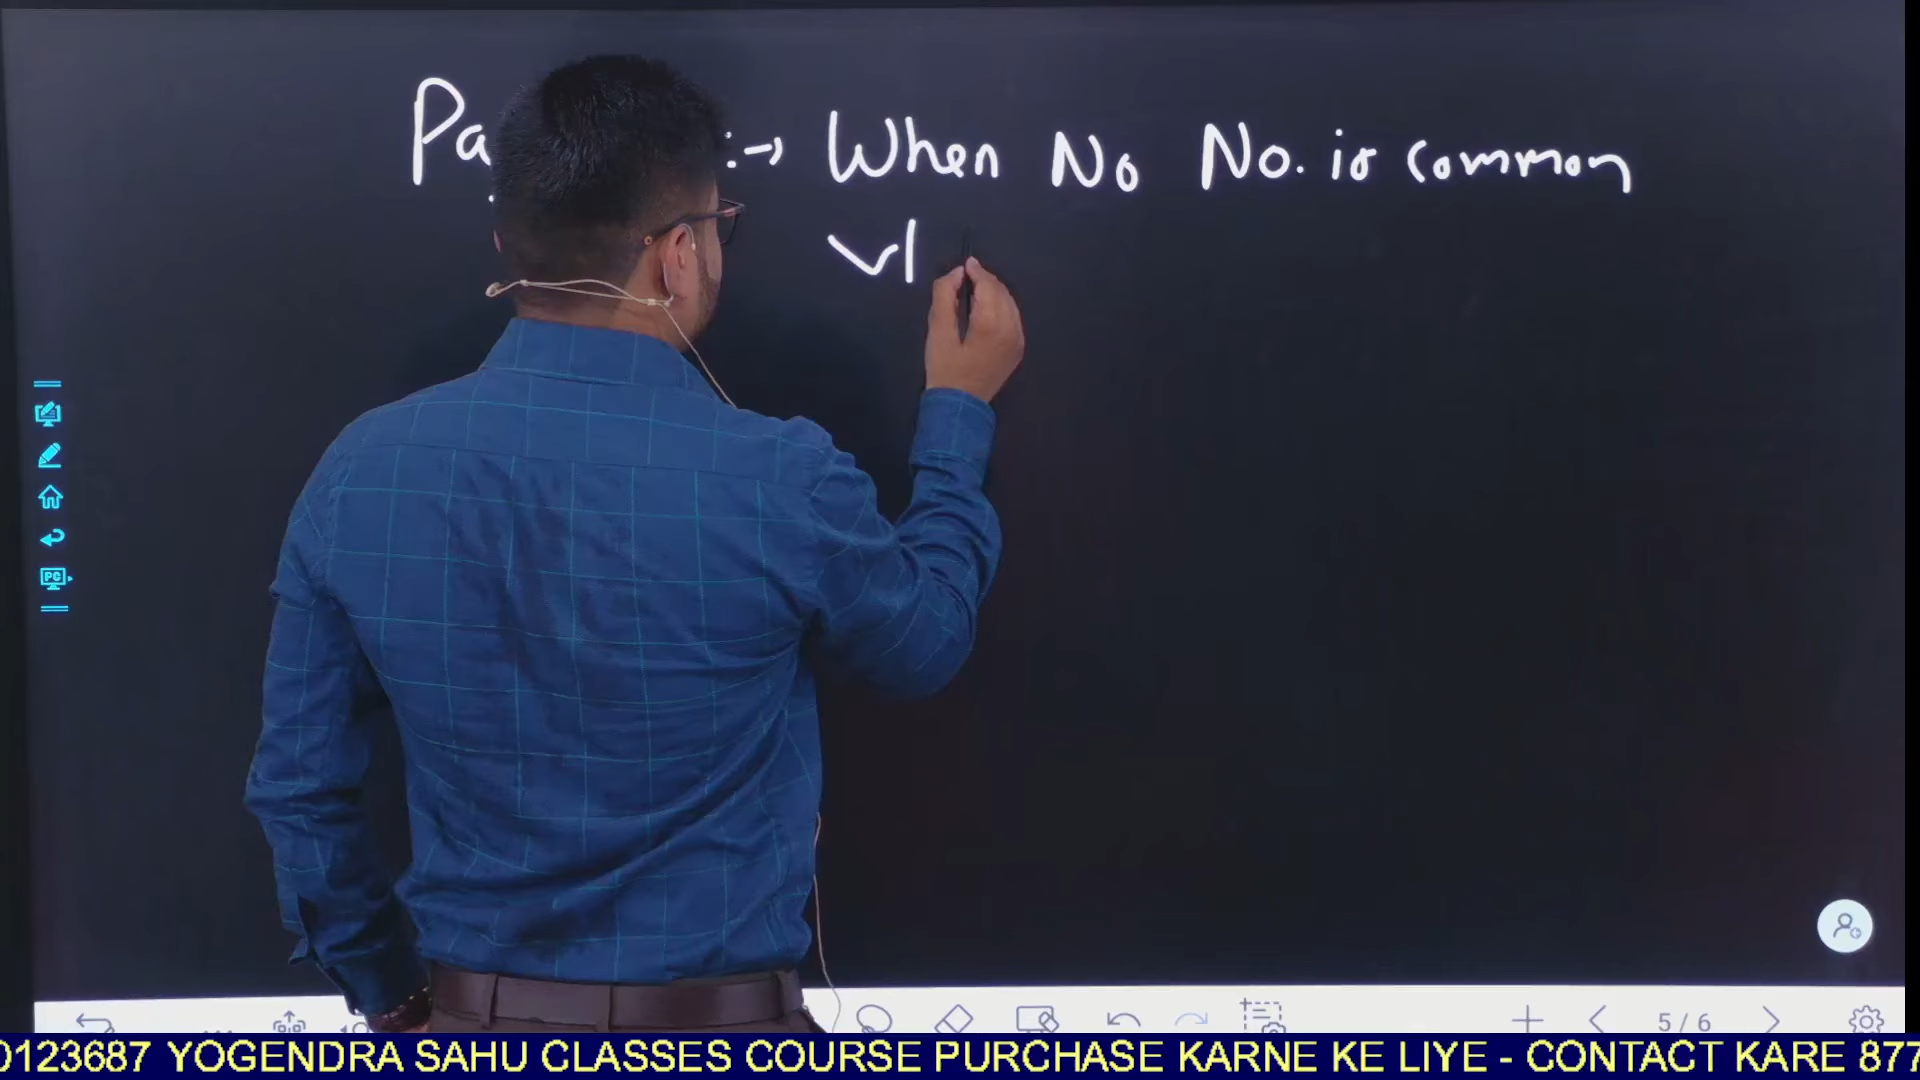 Pa :→ When No No. is common
PC
5/6
0123687 YOGENDRA SAHU CLASSES COURSE PURCHASE KARNE KE LIYE - CONTACT KARE 877